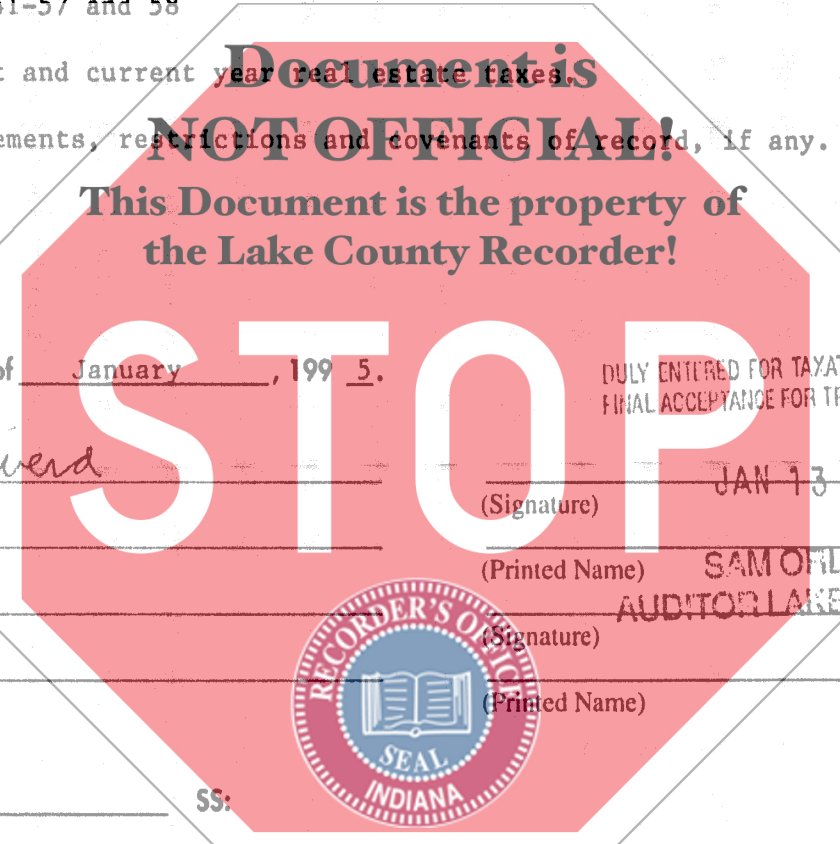 41-57 and 58
Document is
t and current year real estate taxes.
NOT OFFICIAL!
ements, restrictions and covenants of record, if any.
This Document is the property of
the Lake County Recorder!
STOP
of January, 1995.
DULY ENTERED FOR TAXAT
FINAL ACCEPTANCE FOR TR
JAN 13
(Signature)
(Printed Name)
SAM ORL
AUDITOR LAKE
(Signature)
(Printed Name)
RECORDER'S OFFICE
SEAL
INDIANA
SS: